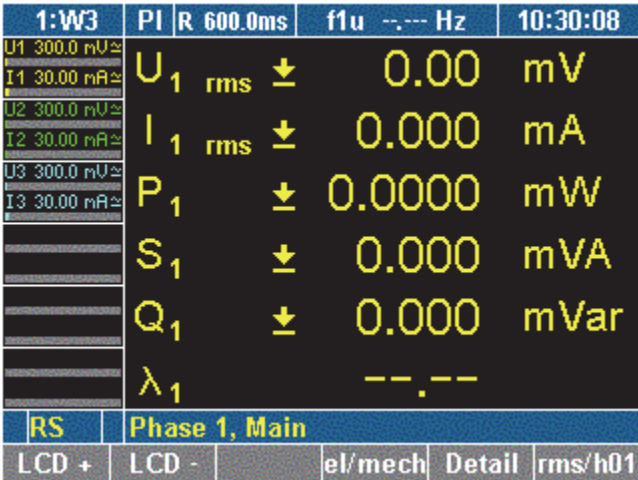 1:W3 PI R 600.0ms f1u --.--- Hz 10:30:08
U1 300.0 mV≃
I1 30.00 mA≃
U2 300.0 mV≃
I2 30.00 mA≃
U3 300.0 mV≃
I3 30.00 mA≃
U1 rms 0.00 mV
I1 rms 0.000 mA
P1 0.0000 mW
S1 0.000 mVA
Q1 0.000 mVar
λ1 --.--
RS Phase 1, Main
LCD + LCD - el/mech Detail rms/h01